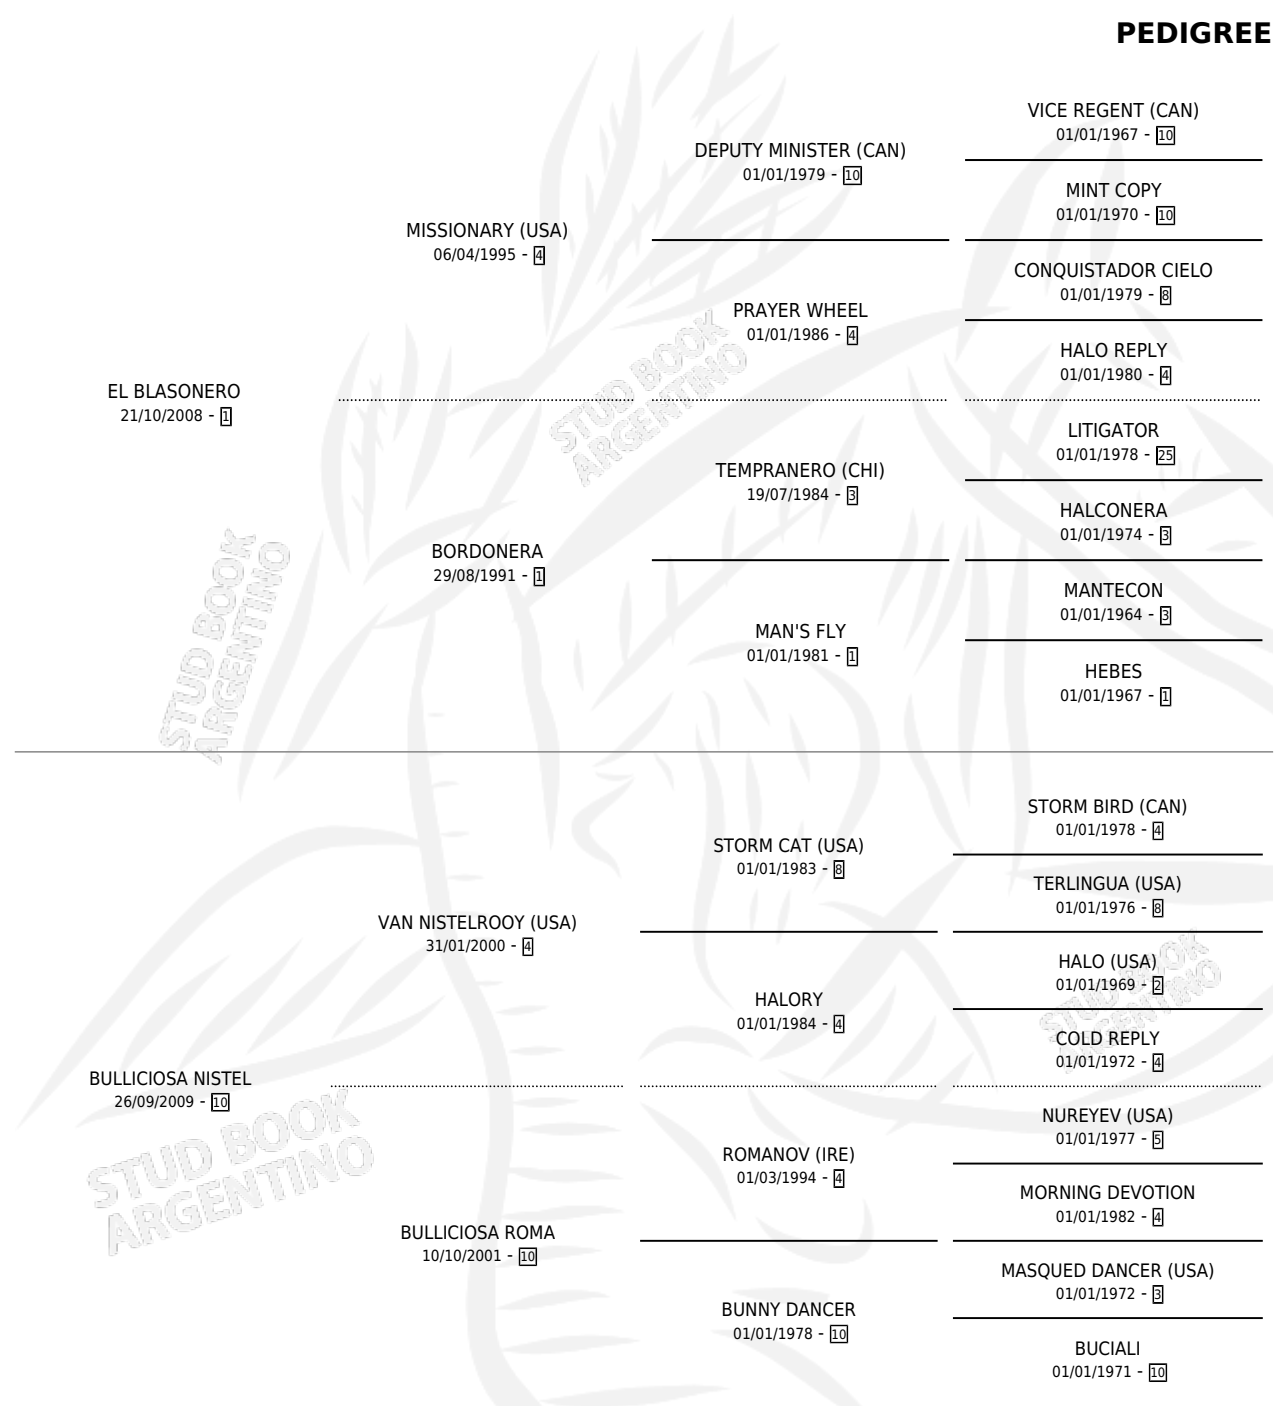 PEDIGREE
EL BLASONERO
21/10/2008 - 1
MISSIONARY (USA)
06/04/1995 - 4
DEPUTY MINISTER (CAN)
01/01/1979 - 10
VICE REGENT (CAN)
01/01/1967 - 10
MINT COPY
01/01/1970 - 10
PRAYER WHEEL
01/01/1986 - 4
CONQUISTADOR CIELO
01/01/1979 - 8
HALO REPLY
01/01/1980 - 4
BORDONERA
29/08/1991 - 1
TEMPRANERO (CHI)
19/07/1984 - 3
LITIGATOR
01/01/1978 - 25
HALCONERA
01/01/1974 - 3
MAN'S FLY
01/01/1981 - 1
MANTECON
01/01/1964 - 3
HEBES
01/01/1967 - 1
BULLICIOSA NISTEL
26/09/2009 - 10
VAN NISTELROOY (USA)
31/01/2000 - 4
STORM CAT (USA)
01/01/1983 - 8
STORM BIRD (CAN)
01/01/1978 - 4
TERLINGUA (USA)
01/01/1976 - 8
HALORY
01/01/1984 - 4
HALO (USA)
01/01/1969 - 2
COLD REPLY
01/01/1972 - 4
BULLICIOSA ROMA
10/10/2001 - 10
ROMANOV (IRE)
01/03/1994 - 4
NUREYEV (USA)
01/01/1977 - 5
MORNING DEVOTION
01/01/1982 - 4
BUNNY DANCER
01/01/1978 - 10
MASQUED DANCER (USA)
01/01/1972 - 3
BUCIALI
01/01/1971 - 10
STUD BOOK
ARGENTINO
STUD BOOK
ARGENTINO
STUD BOOK
ARGENTINO
STUD BOOK
ARGENTINO